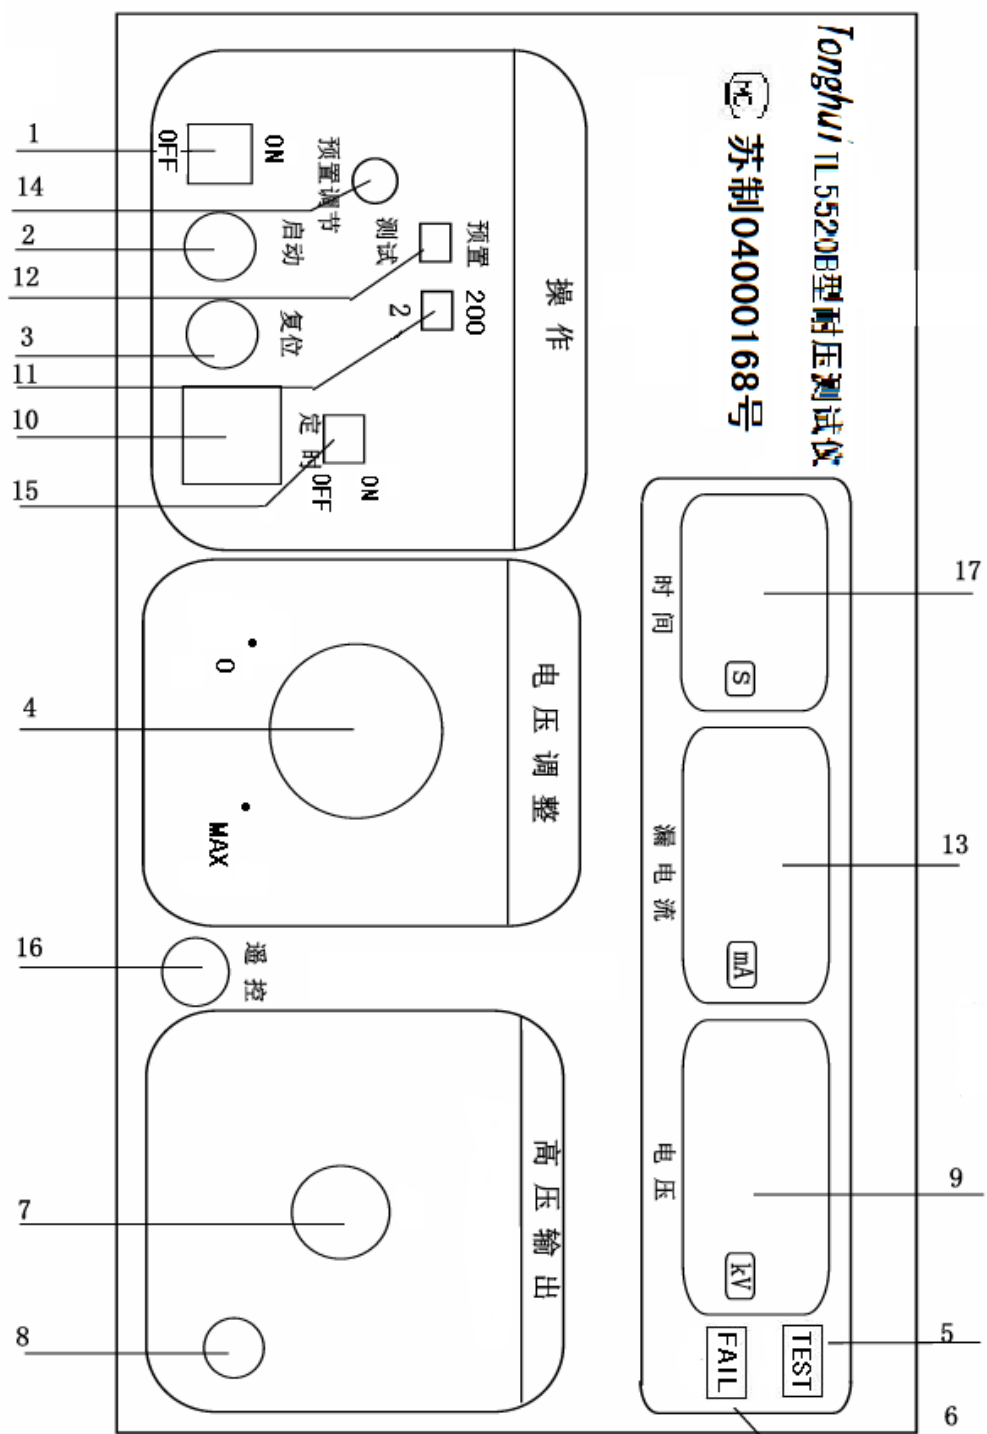 Tonghui TL5520B型耐压测试仪
MC 苏制04000168号
操作
ON
OFF
预置调节
预置
测试
启动
200
2
复位
定时
ON
OFF
电压调整
0
MAX
遥控
高压输出
时间
S
漏电流
mA
电压
kV
TEST
FAIL
1
14
2
12
3
11
10
15
4
16
7
8
17
13
9
5
6